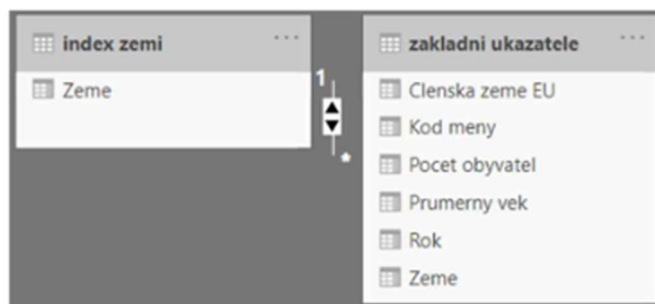 index zemi
...
Zeme
1
*
zakladni ukazatele
...
Clenska zeme EU
Kod meny
Pocet obyvatel
Prumerny vek
Rok
Zeme